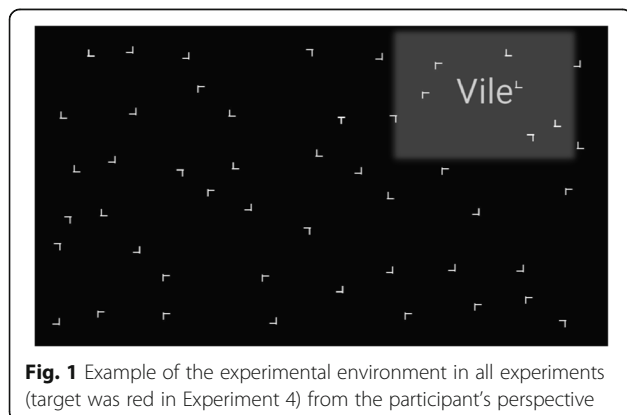 Vile
T
Fig. 1 Example of the experimental environment in all experiments
(target was red in Experiment 4) from the participant's perspective